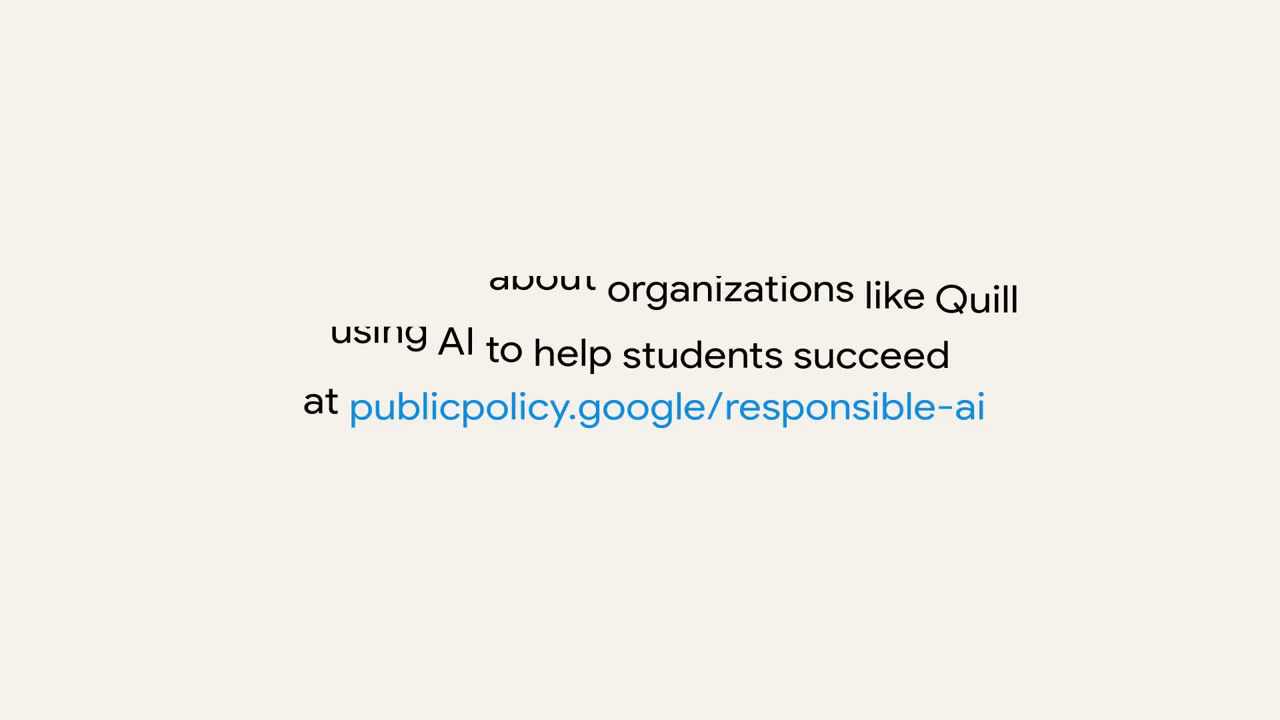 about organizations like Quill
using AI to help students succeed
at publicpolicy.google/responsible-ai